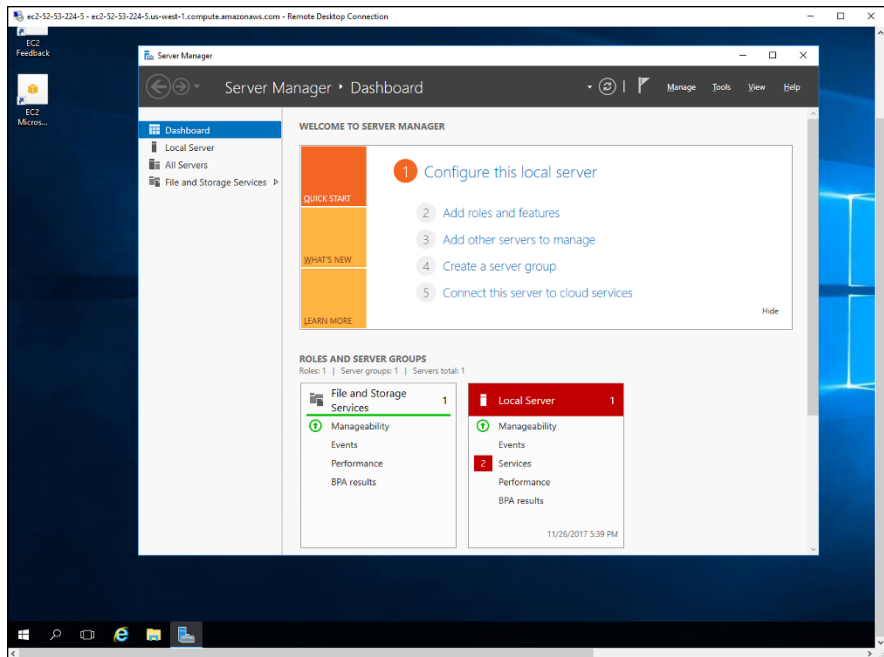 ec2-52-53-224-5 - ec2-52-53-224-5.us-west-1.compute.amazonaws.com - Remote Desktop Connection
EC2
Feedback
EC2
Micros...
Server Manager
Server Manager ‣ Dashboard
Manage Tools View Help
Dashboard
Local Server
All Servers
File and Storage Services
WELCOME TO SERVER MANAGER
QUICK START
WHAT'S NEW
LEARN MORE
1 Configure this local server
2 Add roles and features
3 Add other servers to manage
4 Create a server group
5 Connect this server to cloud services
Hide
ROLES AND SERVER GROUPS
Roles: 1 | Server groups: 1 | Servers total: 1
File and Storage
Services 1
Manageability
Events
Performance
BPA results
Local Server 1
Manageability
Events
2 Services
Performance
BPA results
11/26/2017 5:39 PM